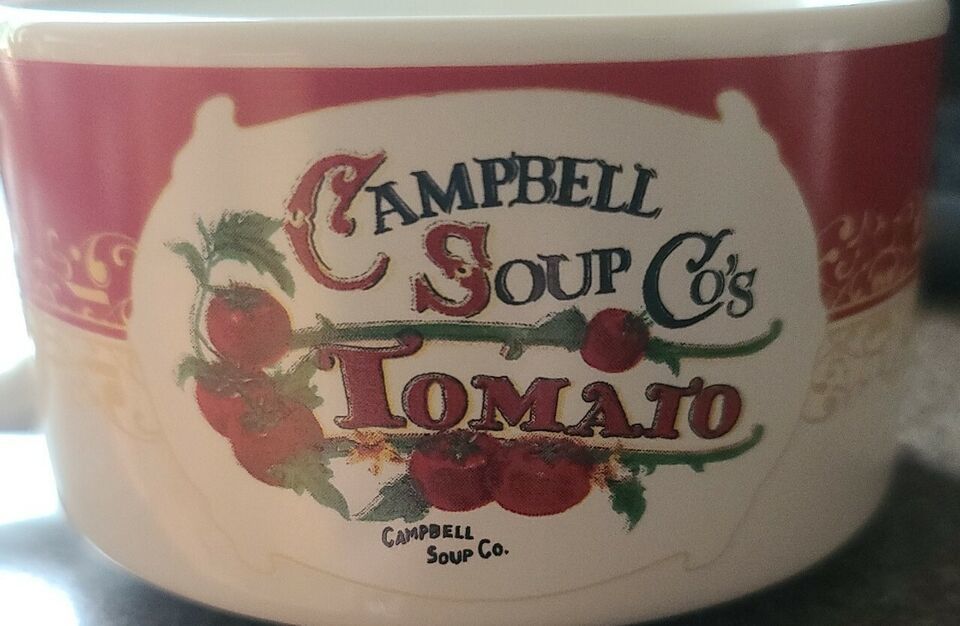 CAMPBELL
SOUP CO'S
TOMATO
CAMPBELL
SOUP CO.